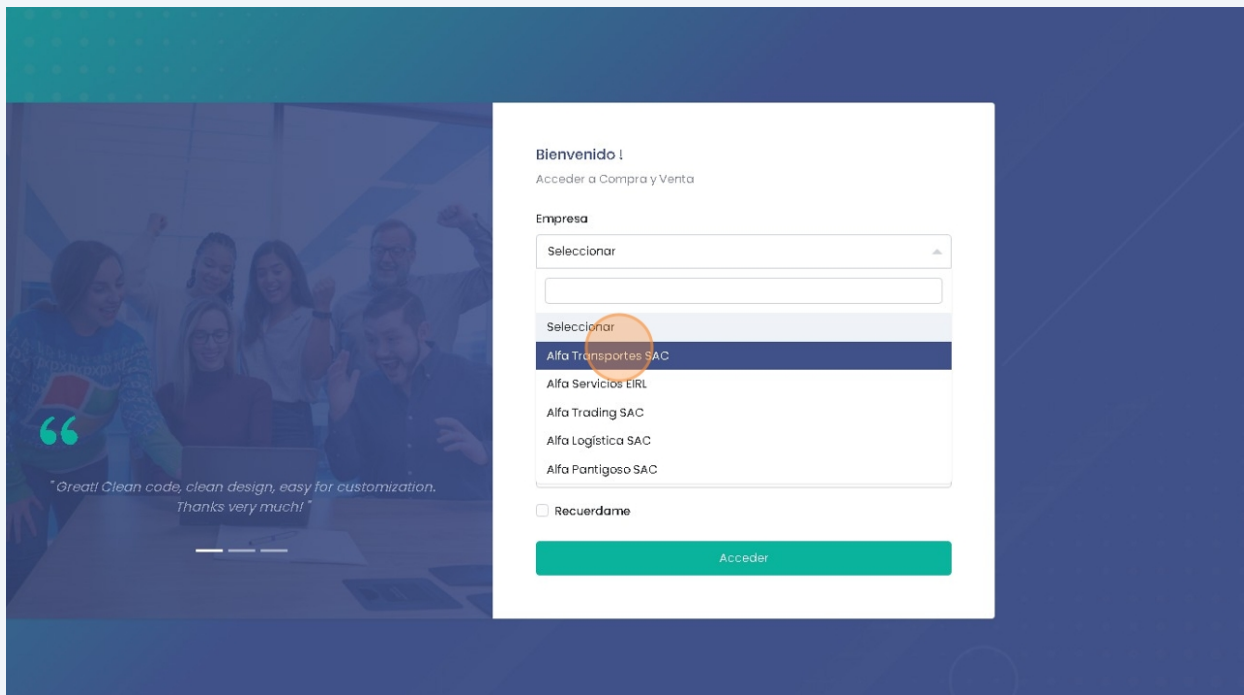 Bienvenido !
Acceder a Compra y Venta
Empresa
Seleccionar
Seleccionar
Alfa Transportes SAC
Alfa Servicios EIRL
Alfa Trading SAC
Alfa Logística SAC
Alfa Pantigoso SAC
Recuerdame
Acceder
" Great! Clean code, clean design, easy for customization.
Thanks very much! "